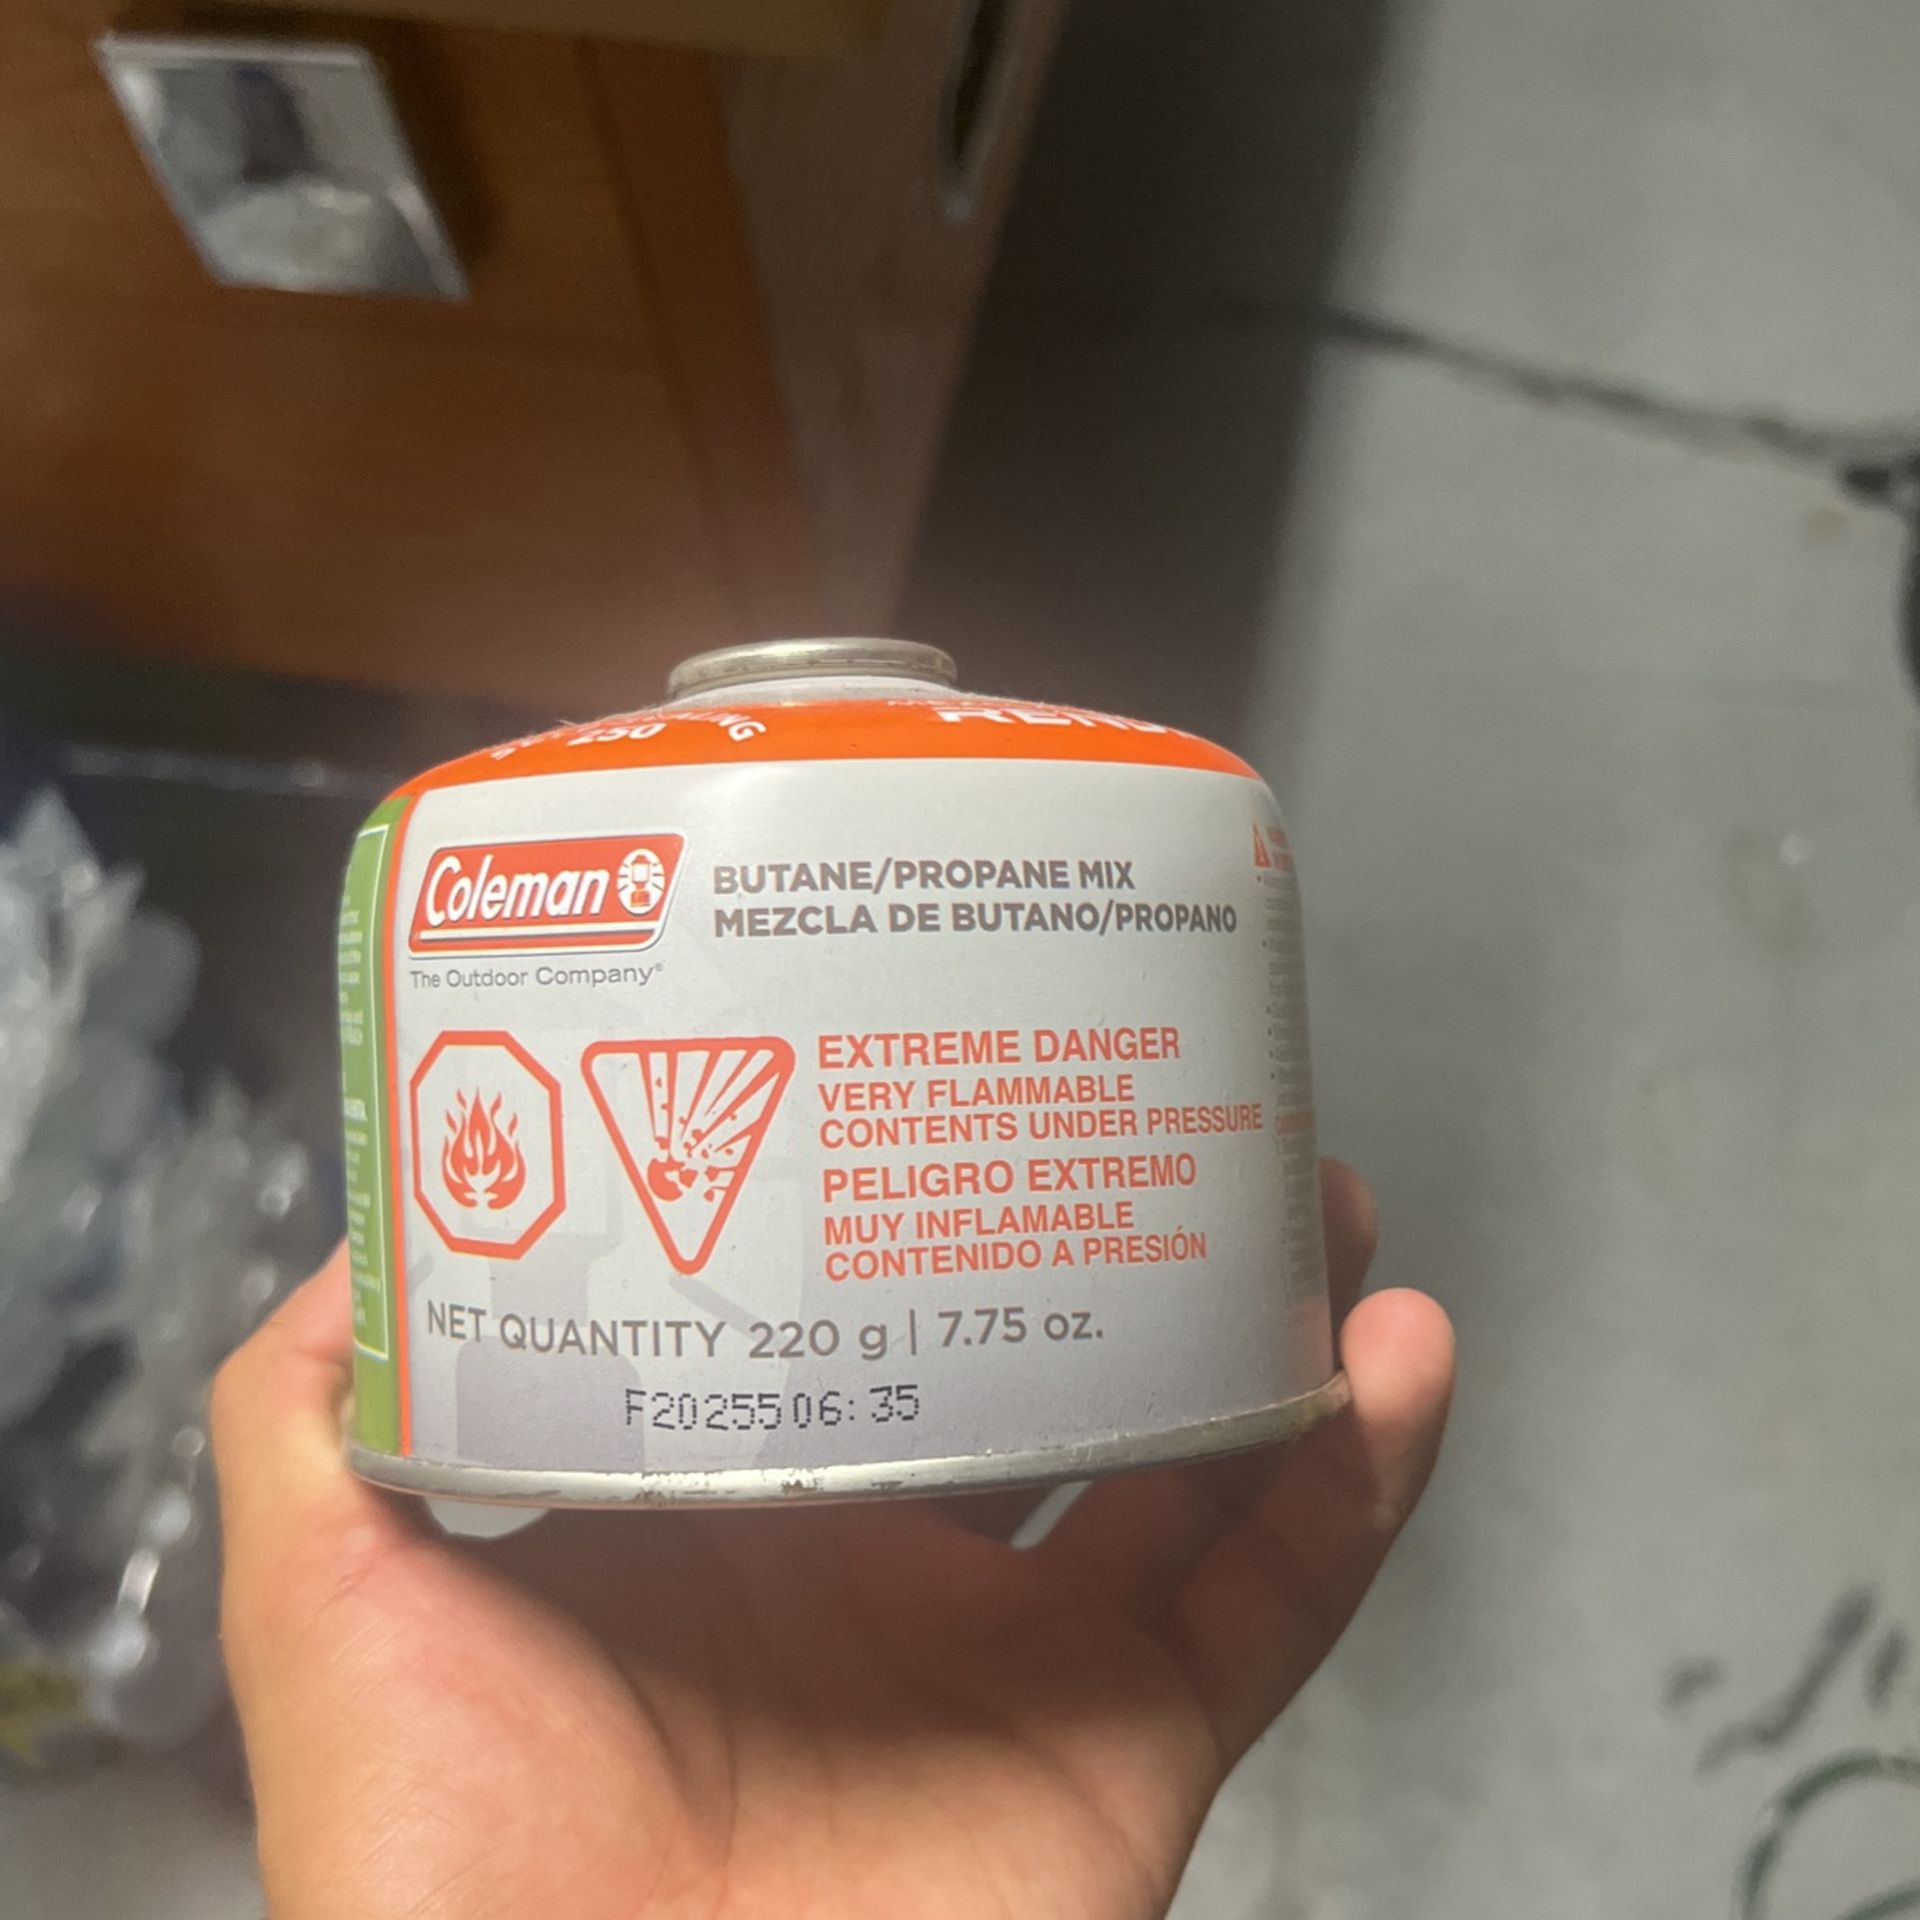 250
Coleman
The Outdoor Company®
BUTANE/PROPANE MIX
MEZCLA DE BUTANO/PROPANO
EXTREME DANGER
VERY FLAMMABLE
CONTENTS UNDER PRESSURE
PELIGRO EXTREMO
MUY INFLAMABLE
CONTENIDO A PRESIÓN
NET QUANTITY 220 g | 7.75 oz.
F20255 06:35